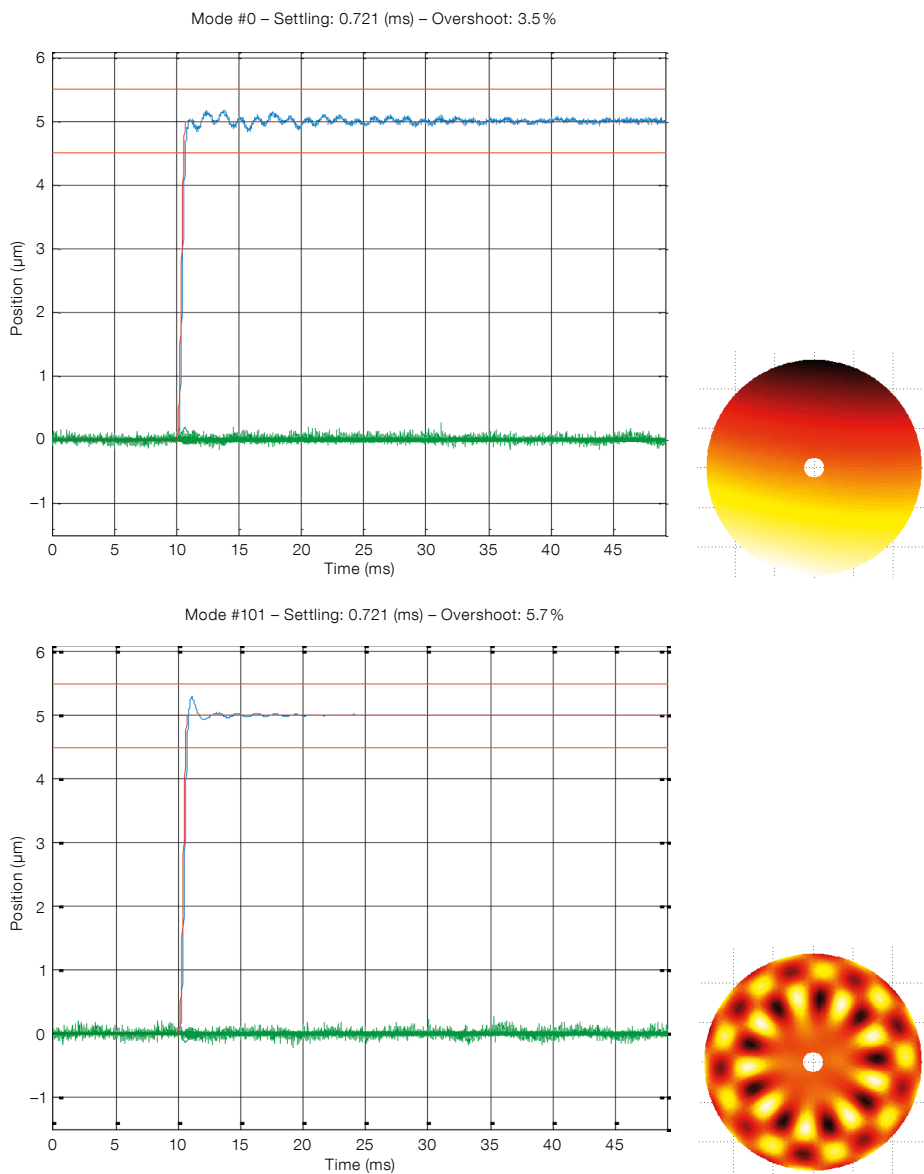 Mode #0 – Settling: 0.721 (ms) – Overshoot: 3.5%
6
5
4
3
2
1
0
–1
Position (µm)
0 5 10 15 20 25 30 35 40 45
Time (ms)
Mode #101 – Settling: 0.721 (ms) – Overshoot: 5.7%
6
5
4
3
2
1
0
–1
Position (µm)
0 5 10 15 20 25 30 35 40 45
Time (ms)